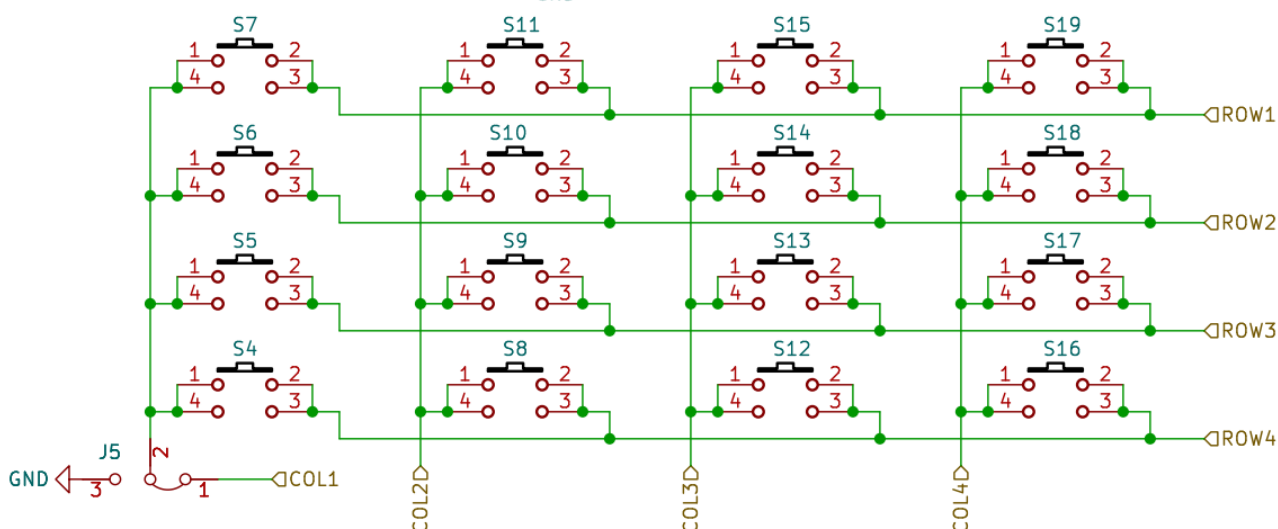 S7 S11 S15 S19
1 2 1 2 1 2 1 2
4 3 4 3 4 3 4 3
ROW1
S6 S10 S14 S18
1 2 1 2 1 2 1 2
4 3 4 3 4 3 4 3
ROW2
S5 S9 S13 S17
1 2 1 2 1 2 1 2
4 3 4 3 4 3 4 3
ROW3
S4 S8 S12 S16
1 2 1 2 1 2 1 2
4 3 4 3 4 3 4 3
ROW4
J5 2
GND 3 1 COL1
COL2 COL3 COL4